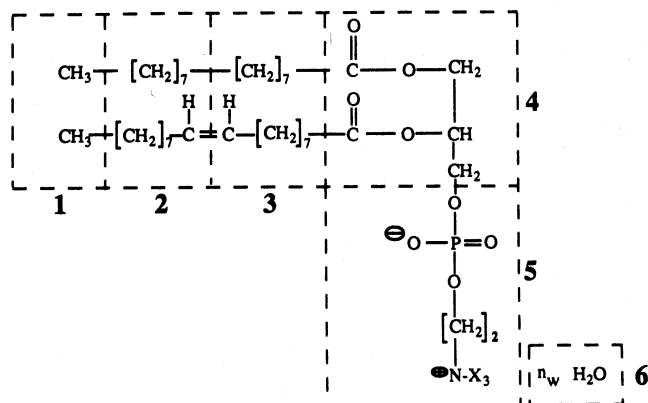 O O
CH₃ [CH₂]₇ [CH₂]₇ C O CH₂
H H O
4
CH₃ [CH₂]₇ C = C [CH₂]₇ C O CH
CH₂
1 2 3
O
⊖ O — P = O
5
O
[CH₂]₂
⊕N-X₃ n_w H₂O 6